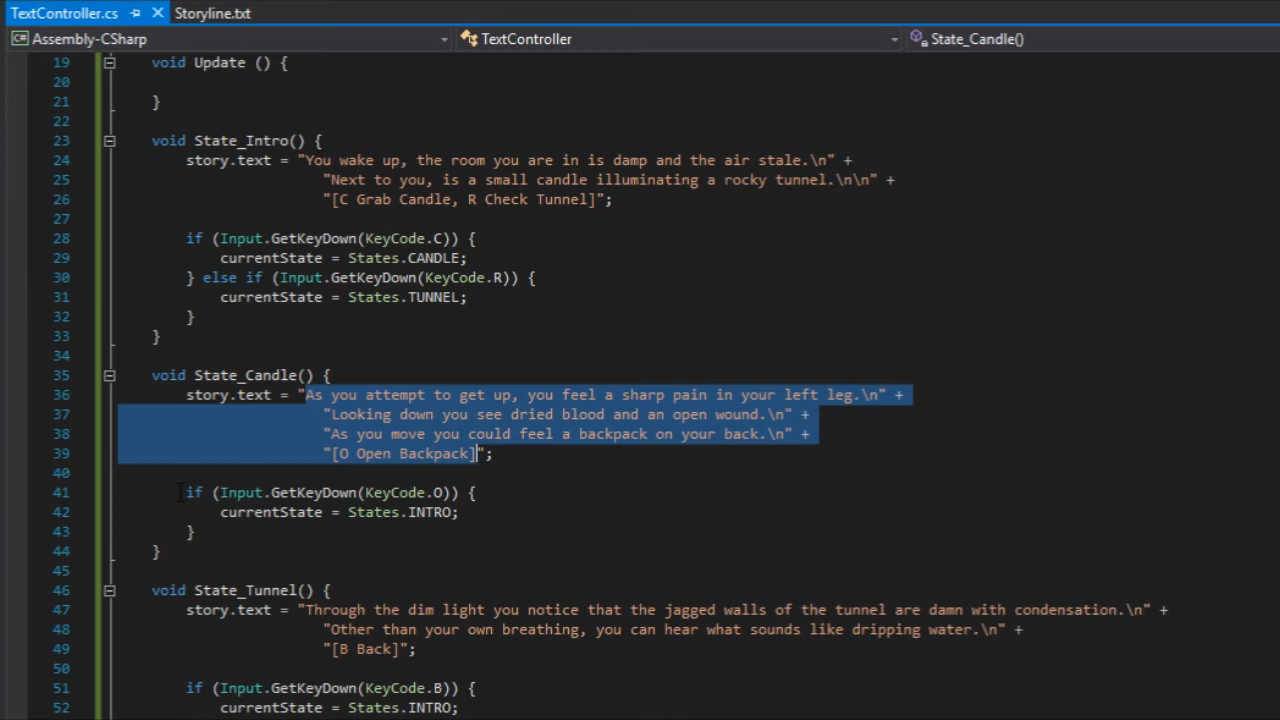 TextController.cs Storyline.txt
C# Assembly-CSharp TextController State_Candle()
19 void Update () {
20
21 }
22
23 void State_Intro() {
24 story.text = "You wake up, the room you are in is damp and the air stale.\n" +
25 "Next to you, is a small candle illuminating a rocky tunnel.\n\n" +
26 "[C Grab Candle, R Check Tunnel]";
27
28 if (Input.GetKeyDown(KeyCode.C)) {
29 currentState = States.CANDLE;
30 } else if (Input.GetKeyDown(KeyCode.R)) {
31 currentState = States.TUNNEL;
32 }
33 }
34
35 void State_Candle() {
36 story.text = "As you attempt to get up, you feel a sharp pain in your left leg.\n" +
37 "Looking down you see dried blood and an open wound.\n" +
38 "As you move you could feel a backpack on your back.\n" +
39 "[O Open Backpack]";
40
41 if (Input.GetKeyDown(KeyCode.O)) {
42 currentState = States.INTRO;
43 }
44 }
45
46 void State_Tunnel() {
47 story.text = "Through the dim light you notice that the jagged walls of the tunnel are damn with condensation.\n" +
48 "Other than your own breathing, you can hear what sounds like dripping water.\n" +
49 "[B Back]";
50
51 if (Input.GetKeyDown(KeyCode.B)) {
52 currentState = States.INTRO;